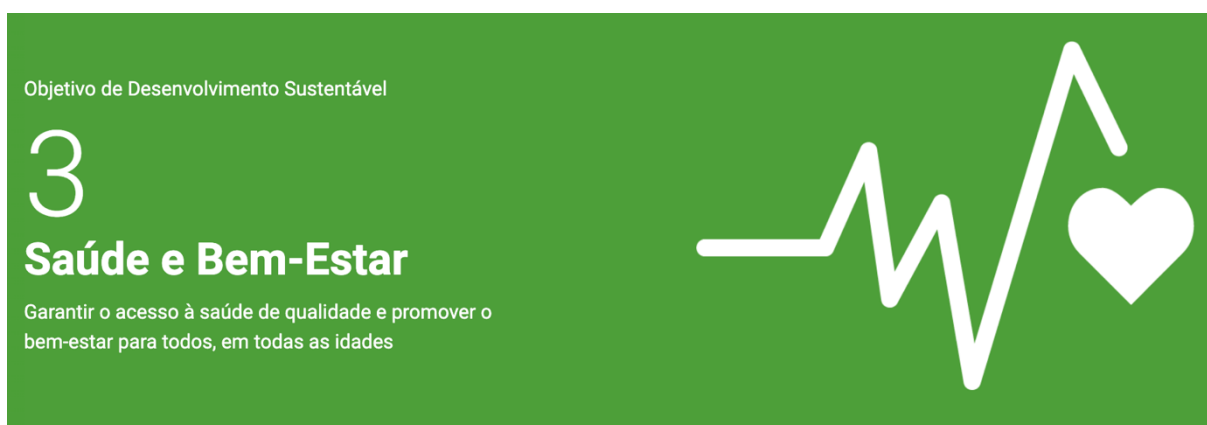 Objetivo de Desenvolvimento Sustentável
3
Saúde e Bem-Estar
Garantir o acesso à saúde de qualidade e promover o
bem-estar para todos, em todas as idades